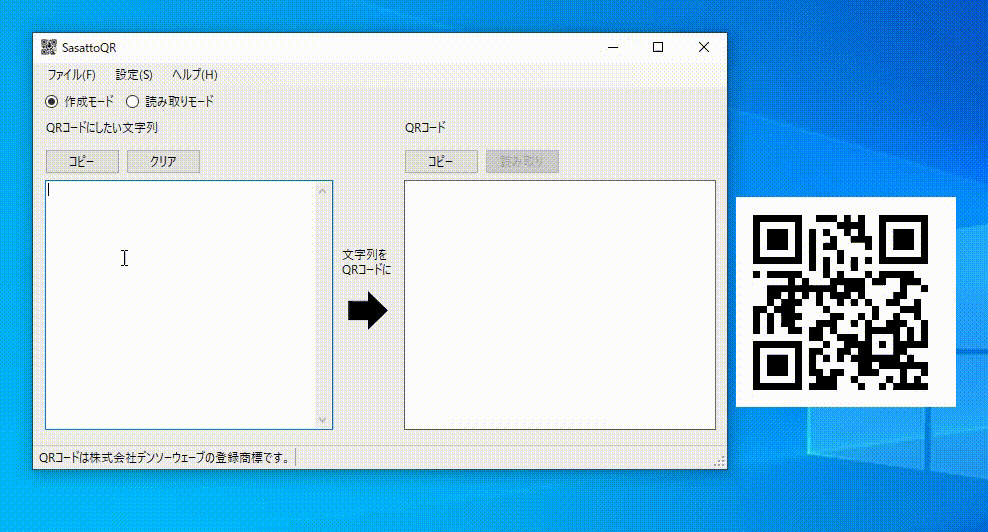 SasattoQR
ファイル(F) 設定(S) ヘルプ(H)
作成モード 読み取りモード
QRコードにしたい文字列
QRコード
コピー クリア
コピー 読み取り
文字列を
QRコードに
QRコードは株式会社デンソーウェーブの登録商標です。